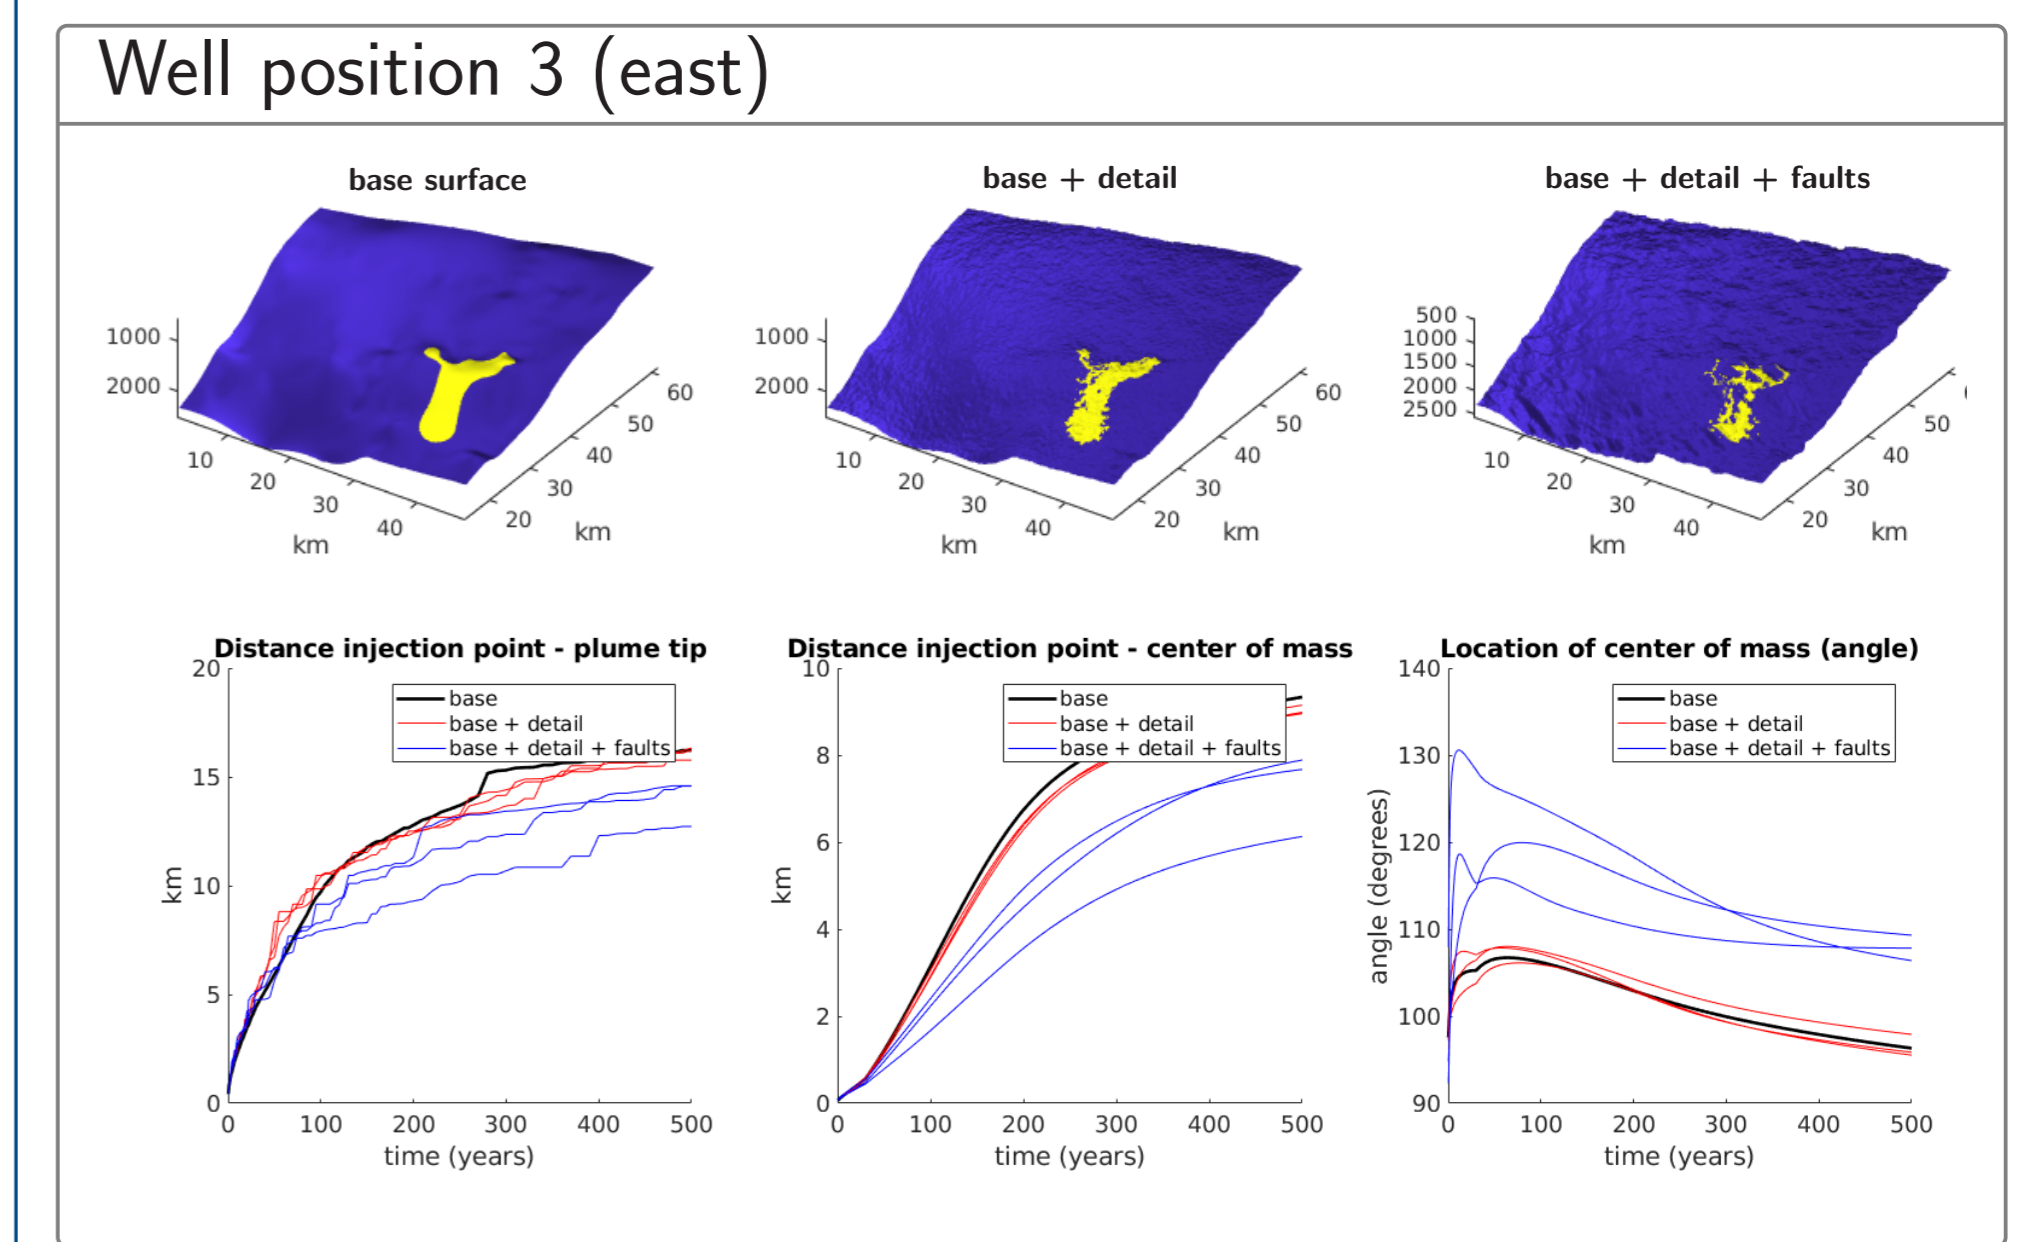 Well position 3 (east)
base surface
base + detail
base + detail + faults
1000
2000
10
20
30
40
km
20
30
40
50
60
km
1000
2000
10
20
30
40
km
20
30
40
50
60
km
500
1000
1500
2000
2500
10
20
30
40
km
20
30
40
50
km
Distance injection point - plume tip
20
15
10
5
0
km
base
base + detail
base + detail + faults
0 100 200 300 400 500
time (years)
Distance injection point - center of mass
10
8
6
4
2
0
km
base
base + detail
base + detail + faults
0 100 200 300 400 500
time (years)
Location of center of mass (angle)
140
130
120
110
100
90
angle (degrees)
base
base + detail
base + detail + faults
0 100 200 300 400 500
time (years)